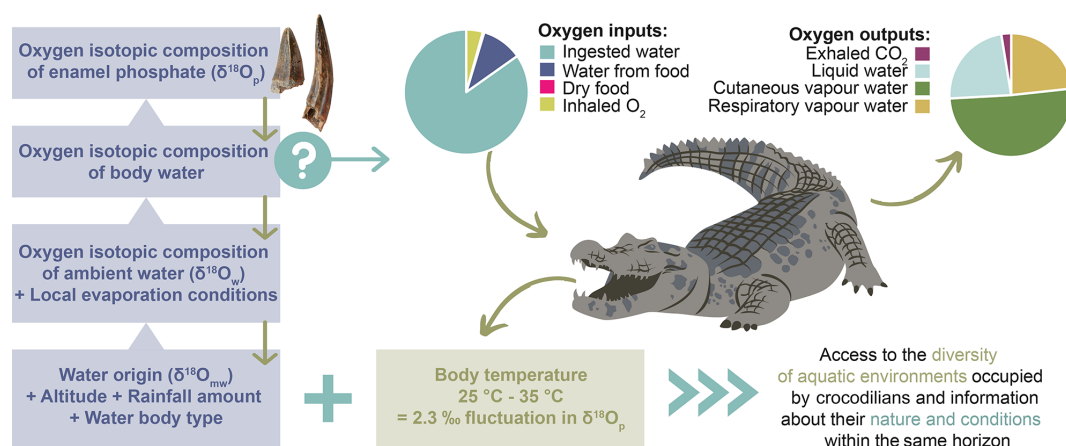 Oxygen isotopic composition
of enamel phosphate (δ¹⁸Oₚ)
Oxygen isotopic composition
of body water
Oxygen isotopic composition
of ambient water (δ¹⁸O_w)
+ Local evaporation conditions
Water origin (δ¹⁸O_mw)
+ Altitude + Rainfall amount
+ Water body type
?
Oxygen inputs:
Ingested water
Water from food
Dry food
Inhaled O₂
Oxygen outputs:
Exhaled CO₂
Liquid water
Cutaneous vapour water
Respiratory vapour water
+
Body temperature
25 °C - 35 °C
= 2.3 ‰ fluctuation in δ¹⁸Oₚ
Access to the diversity
of aquatic environments occupied
by crocodilians and information
about their nature and conditions
within the same horizon